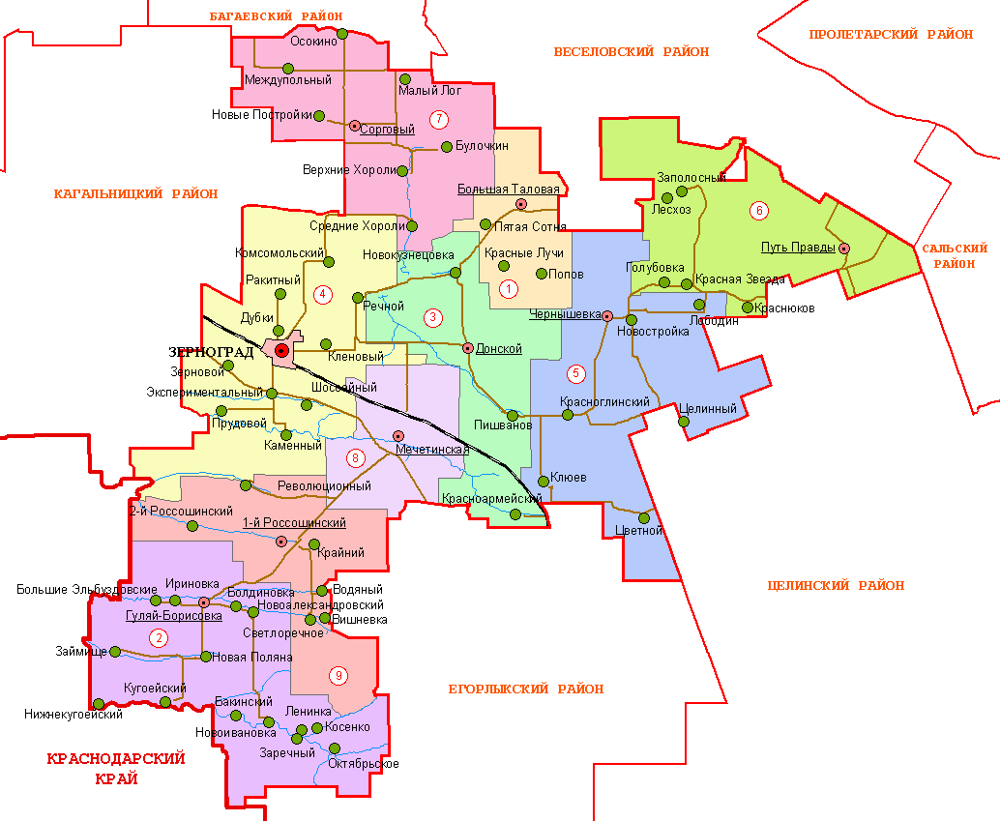 БАГАЕВСКИЙ РАЙОН
ПРОЛЕТАРСКИЙ РАЙОН
Осокино
ВЕСЕЛОВСКИЙ РАЙОН
Междупольный
Малый Лог
Новые Постройки
7
Сорговый
Булочкин
Верхние Хороли
Заполосный
КАГАЛЬНИЦКИЙ РАЙОН
Большая Таловая
Лесхоз
6
Средние Хороли
Пятая Сотня
Путь Правды
САЛЬСКИЙ
РАЙОН
Комсомольский
Новокузнецовка
Красные Лучи
Голубовка
Попов
Красная Звезда
Ракитный
4
1
Речной
Краснюков
Дубки
3
Чернышевка
Лободин
Новостройка
ЗЕРНОГРАД
Кленовый
Донской
Зерновой
5
Шоссейный
Экспериментальный
Красноглинский
Целинный
Прудовой
Пишванов
Каменный
Мечетинская
8
Клюев
Революционный
Красноармейский
2-й Россошинский
1-й Россошинский
Цветной
Крайний
Большие Эльбуздовские
Ириновка
Болдиновка
Водяный
ЦЕЛИНСКИЙ РАЙОН
Новоалександровский
Гуляй-Борисовка
Вишневка
Светлоречное
2
Займище
Новая Поляна
9
Кугоейский
ЕГОРЛЫКСКИЙ РАЙОН
Бакинский
Нижнекугоейский
Ленинка
Косенко
Новоивановка
Заречный
КРАСНОДАРСКИЙ
КРАЙ
Октябрьское